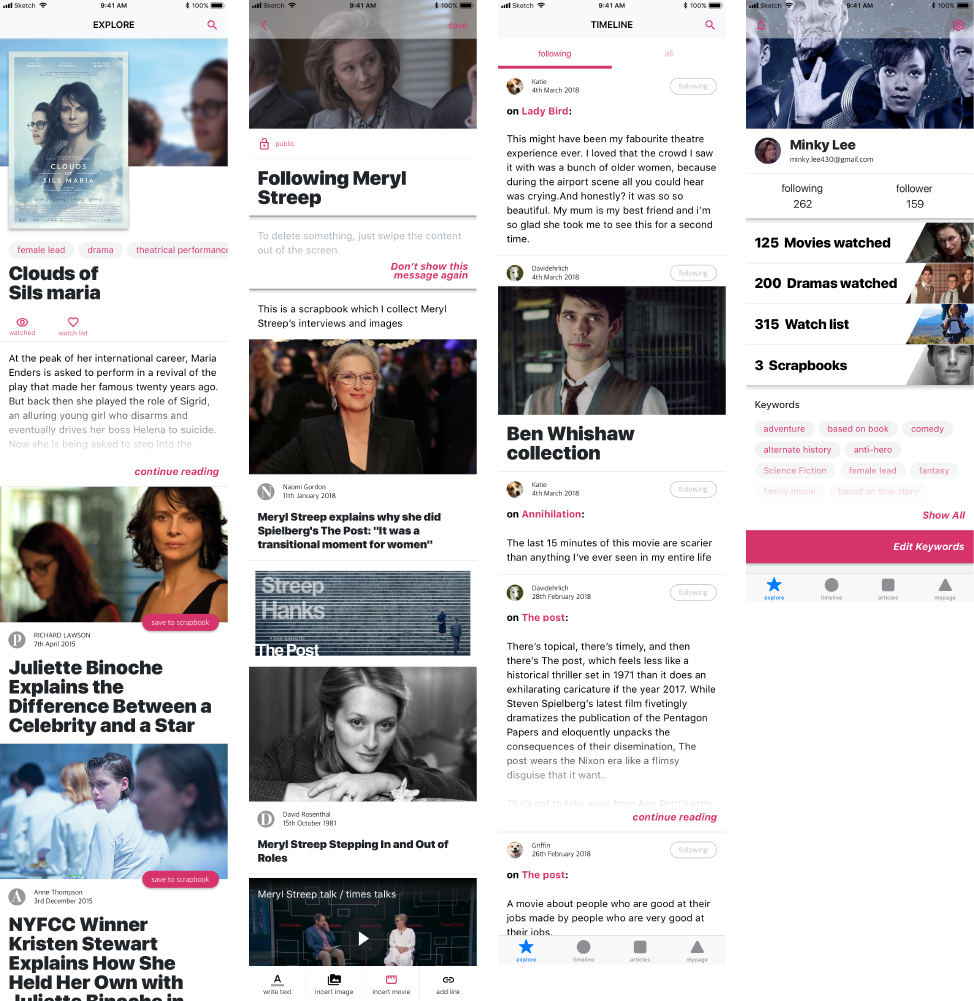 Sketch
9:41 AM
100%
EXPLORE
CLOUDS
OF
SILS MARIA
female lead
drama
theatrical performance
Clouds of
Sils maria
watched
watch list
At the peak of her international career, Maria
Enders is asked to perform in a revival of the
play that made her famous twenty years ago.
But back then she played the role of Sigrid,
an alluring young girl who disarms and
eventually drives her boss Helena to suicide.
Now she is being asked to step into the
continue reading
save to scrapbook
RICHARD LAWSON
7th April 2015
Juliette Binoche
Explains the
Difference Between a
Celebrity and a Star
save to scrapbook
Anne Thompson
3rd December 2015
NYFCC Winner
Kristen Stewart
Explains How She
Held Her Own with
Juliette Binoche in
Sketch
9:41 AM
100%
save
public
Following Meryl
Streep
To delete something, just swipe the content
out of the screen.
Don't show this
message again
This is a scrapbook which I collect Meryl
Streep's interviews and images
N
Naomi Gordon
11th January 2018
Meryl Streep explains why she did
Spielberg's The Post: "It was a
transitional moment for women"
Streep
Hanks
The Post
D
David Rosenthal
15th October 1981
Meryl Streep Stepping In and Out of
Roles
Meryl Streep talk / times talks
write text
incert image
incert movie
add link
Sketch
9:41 AM
100%
TIMELINE
following
all
Katie
4th March 2018
following
on Lady Bird:
This might have been my fabourite theatre
experience ever. I loved that the crowd I saw
it with was a bunch of older women, because
during the airport scene all you could hear
was crying.And honestly? it was so so
beautiful. My mum is my best friend and i'm
so glad she took me to see this for a second
time.
Davidehrlich
4th March 2018
following
Ben Whishaw
collection
Katie
4th March 2018
following
on Annihilation:
The last 15 minutes of this movie are scarier
than anything I've ever seen in my entire life
Davidehrlich
28th February 2018
following
on The post:
There's topical, there's timely, and then
there's The post, which feels less like a
historical thriller set in 1971 than it does an
exhilarating caricature if the year 2017. While
Steven Spielberg's latest film fivetingly
dramatizes the publication of the Pentagon
Papers and eloquently unpacks the
consequences of their disemination, The
post wears the Nixon era like a flimsy
disguise that it want..
Tha's not to take away from Ann Roth's ratty
continue reading
Griffin
26th February 2018
following
on The post:
A movie about people who are good at their
jobs made by people who are very good at
their jobs.
explore
timeline
articles
mypage
Sketch
9:41 AM
100%
Minky Lee
minky.lee430@gmail.com
following
262
follower
159
125 Movies watched
200 Dramas watched
315 Watch list
3 Scrapbooks
Keywords
adventure
based on book
comedy
alternate history
anti-hero
Science Fiction
female lead
fantasy
family movie
based on true story
Show All
Edit Keywords
explore
timeline
articles
mypage